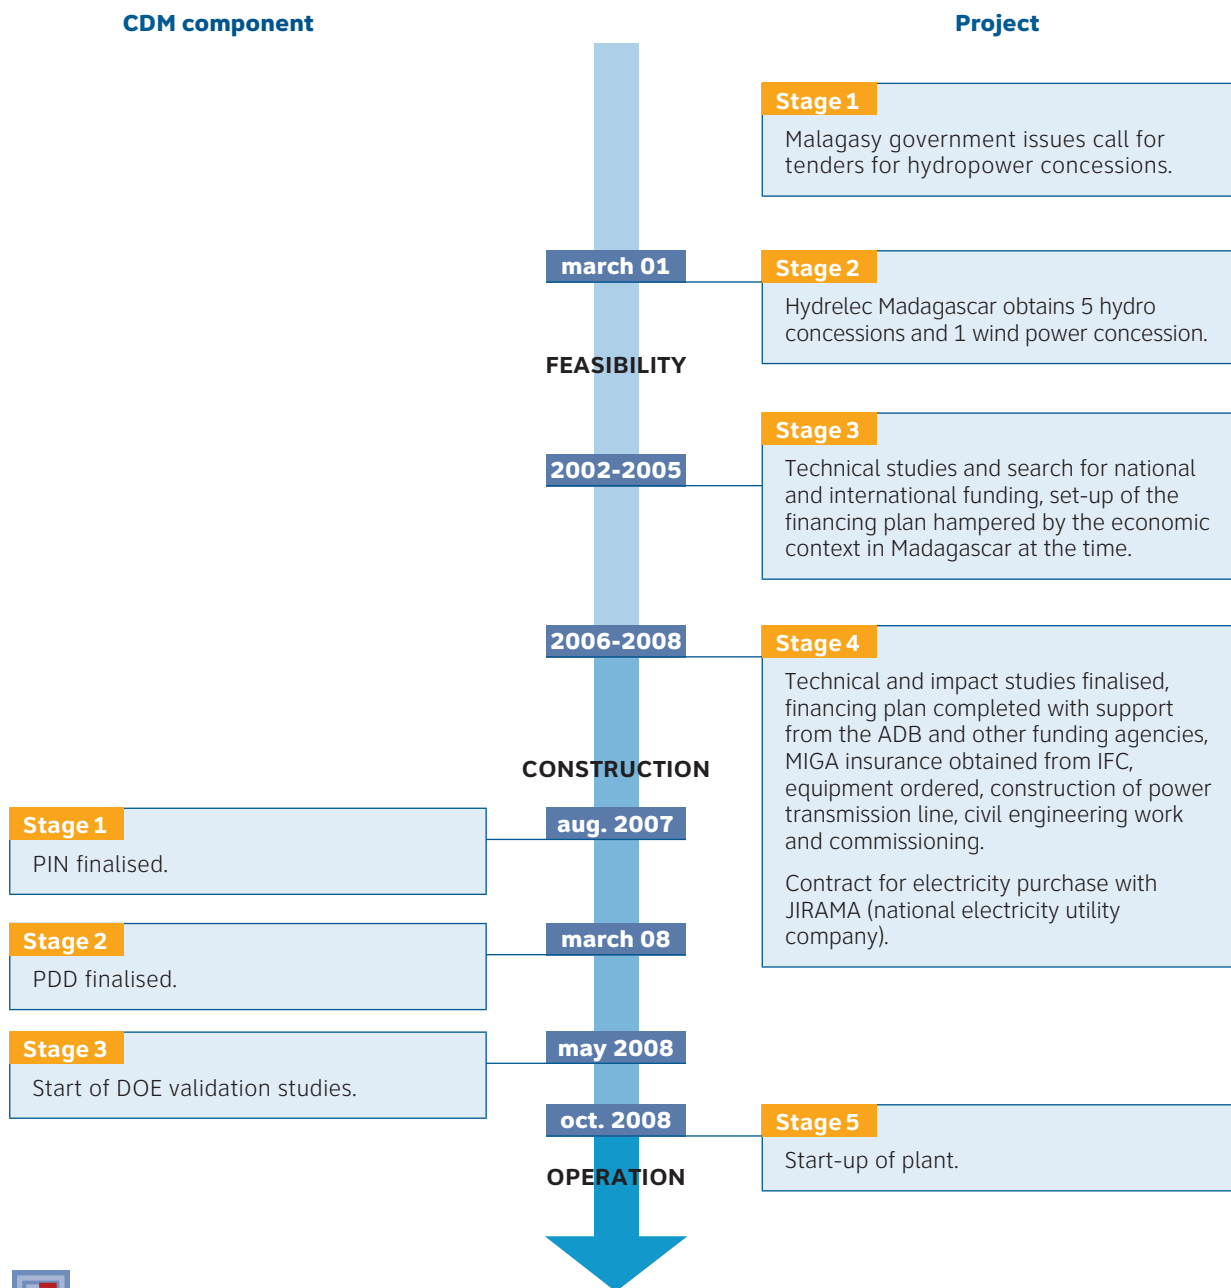 CDM component
Project
Stage 1
Malagasy government issues call for
tenders for hydropower concessions.
march 01
Stage 2
Hydrelec Madagascar obtains 5 hydro
concessions and 1 wind power concession.
FEASIBILITY
2002-2005
Stage 3
Technical studies and search for national
and international funding, set-up of the
financing plan hampered by the economic
context in Madagascar at the time.
2006-2008
Stage 4
Technical and impact studies finalised,
financing plan completed with support
from the ADB and other funding agencies,
MIGA insurance obtained from IFC,
equipment ordered, construction of power
transmission line, civil engineering work
and commissioning.
Contract for electricity purchase with
JIRAMA (national electricity utility
company).
CONSTRUCTION
Stage 1
PIN finalised.
aug. 2007
Stage 2
PDD finalised.
march 08
Stage 3
Start of DOE validation studies.
may 2008
oct. 2008
Stage 5
Start-up of plant.
OPERATION